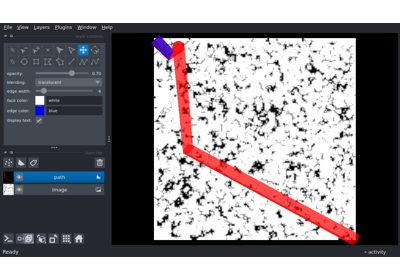 File View Layers Plugins Window Help
opacity: 0.70
blending: translucent
edge width:
face color: white
edge color: blue
display text:
path
Image
Ready
activity